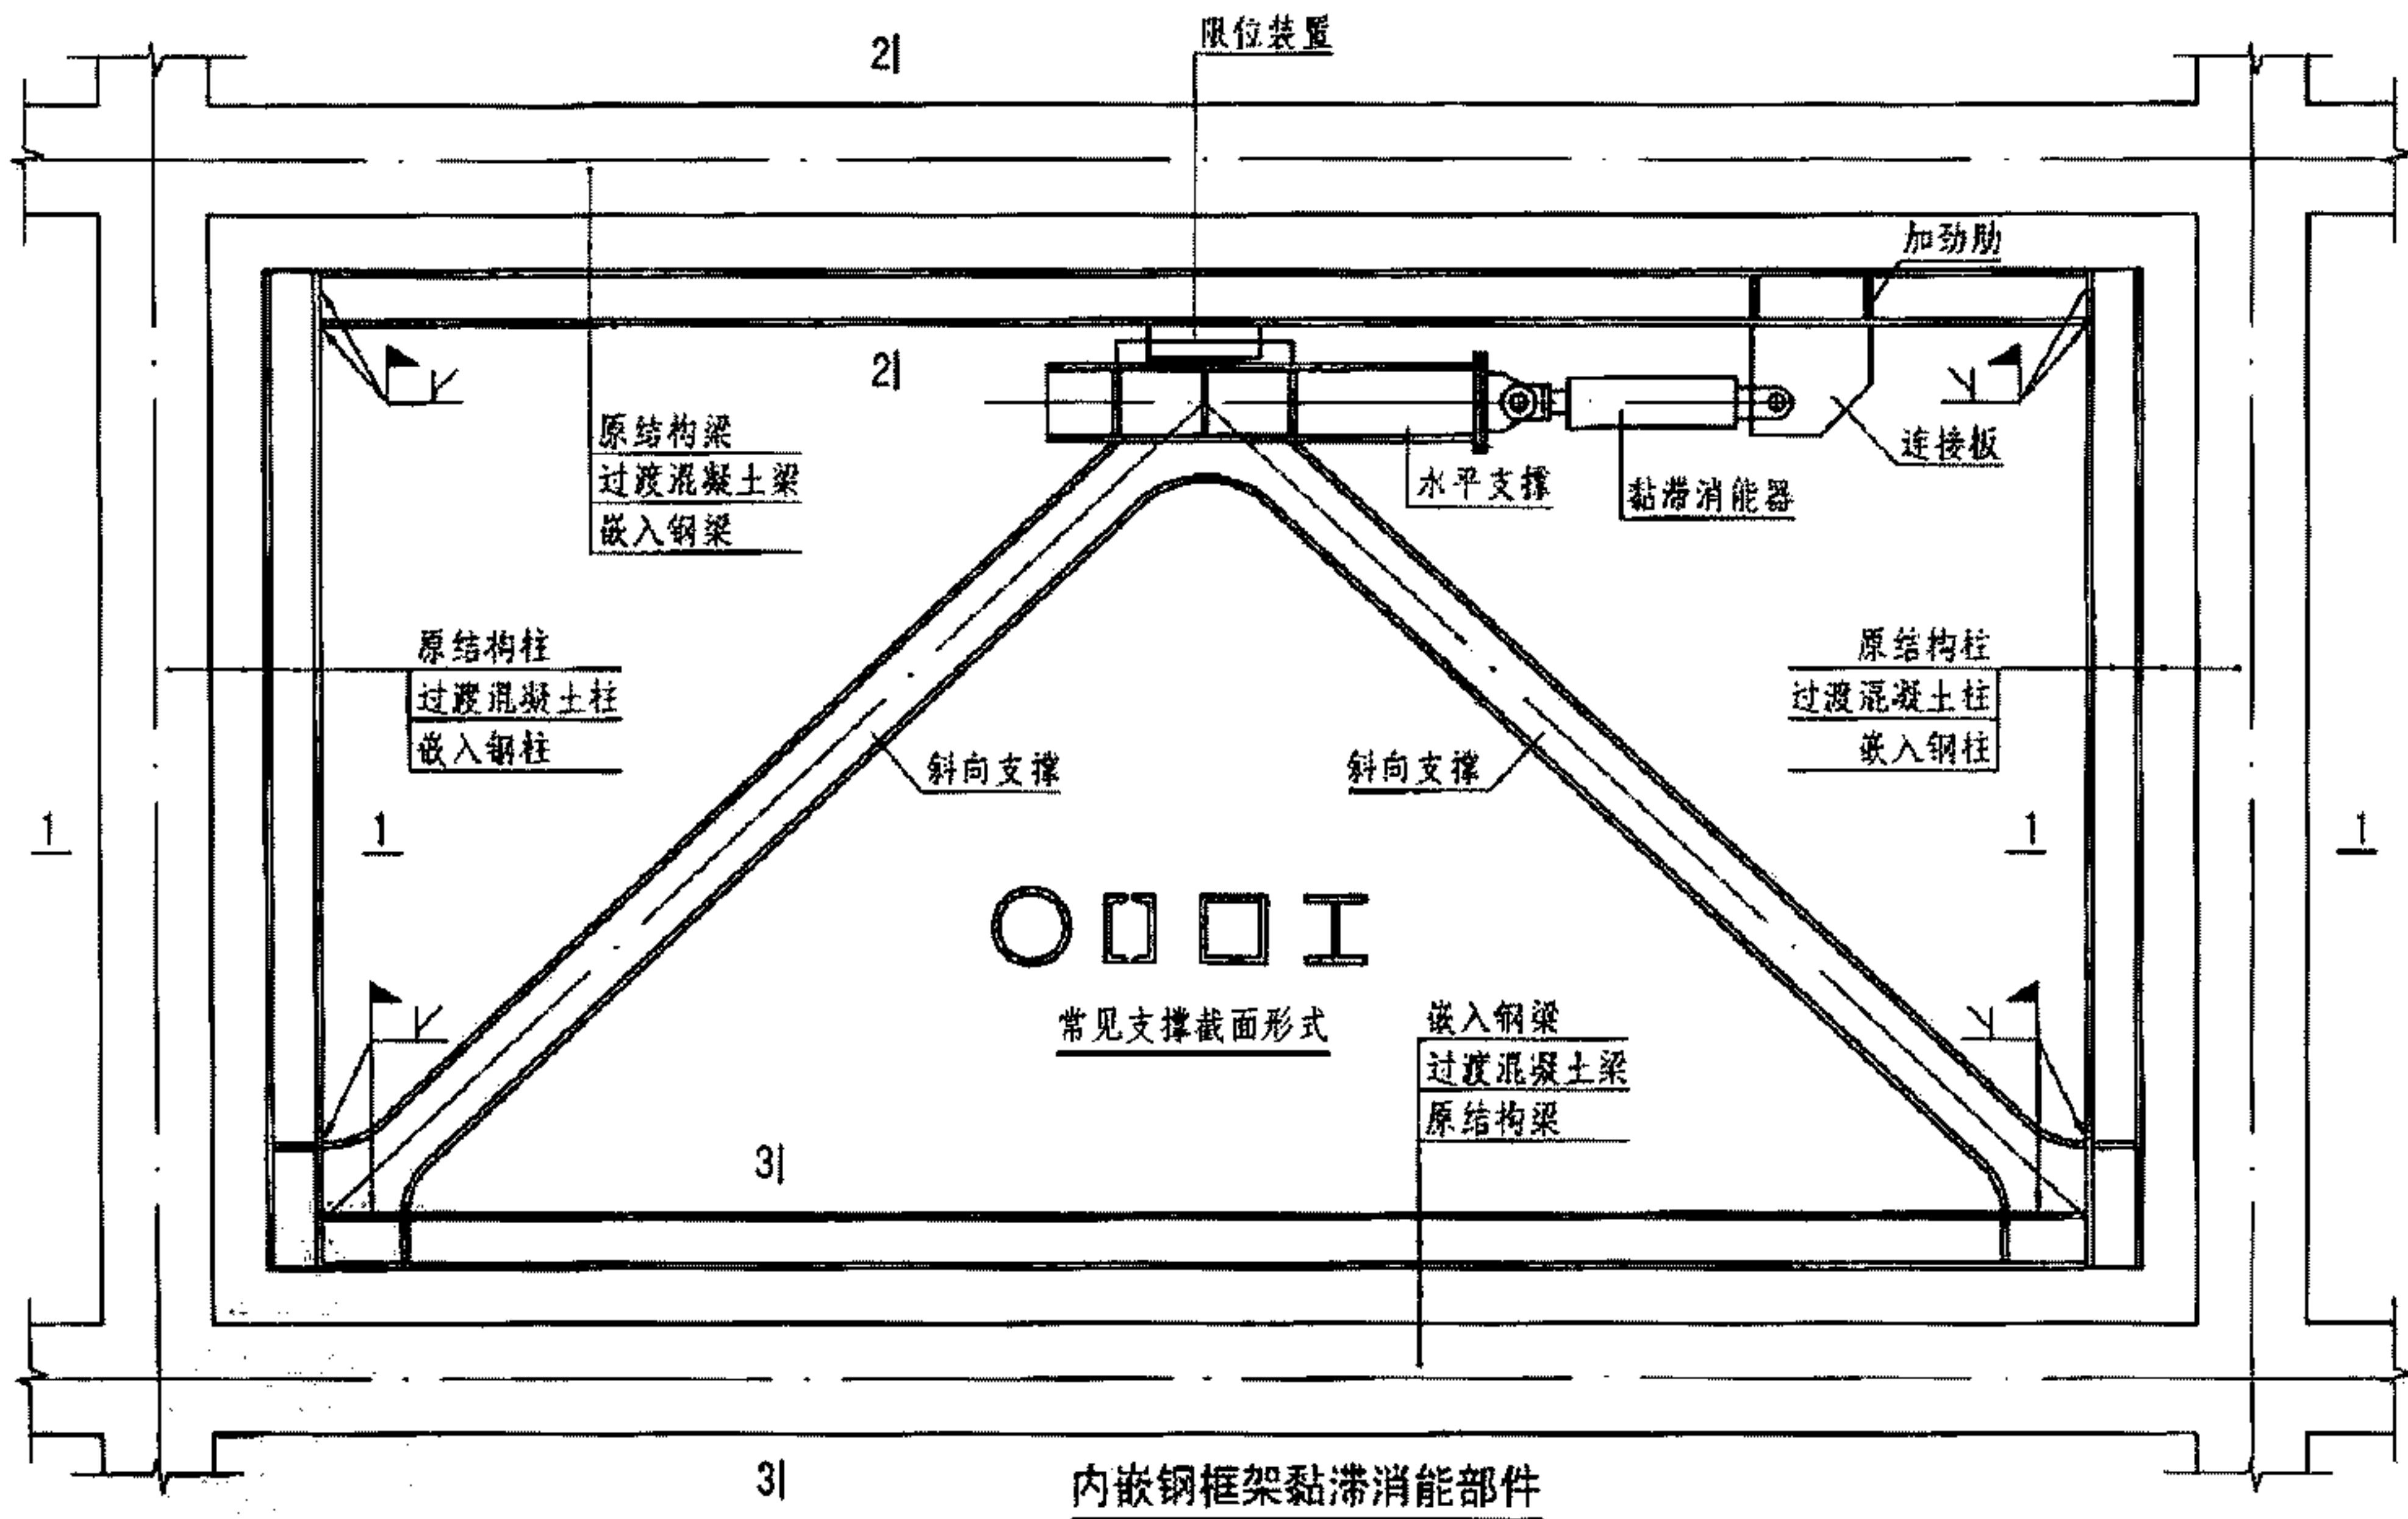 限位装置
2
加劲肋
2
原结构梁
过渡混凝土梁
嵌入钢梁
水平支撑
黏滞消能器
连接板
原结构柱
过渡混凝土柱
嵌入钢柱
原结构柱
过渡混凝土柱
嵌入钢柱
斜向支撑
斜向支撑
1
1
1
1
常见支撑截面形式
嵌入钢梁
过渡混凝土梁
原结构梁
3
3
内嵌钢框架黏滞消能部件